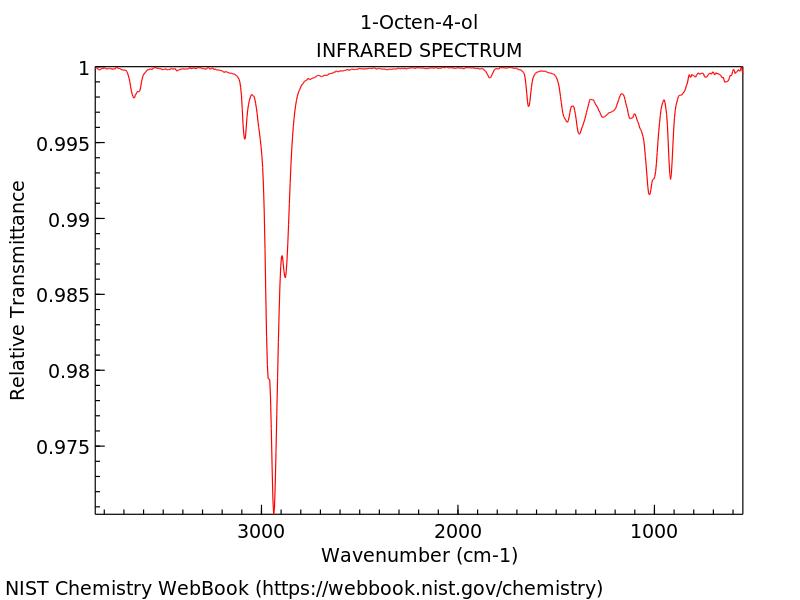 1-Octen-4-ol
INFRARED SPECTRUM
1
0.995
0.99
0.985
0.98
0.975
Relative Transmittance
3000
2000
1000
Wavenumber (cm-1)
NIST Chemistry WebBook (https://webbook.nist.gov/chemistry)